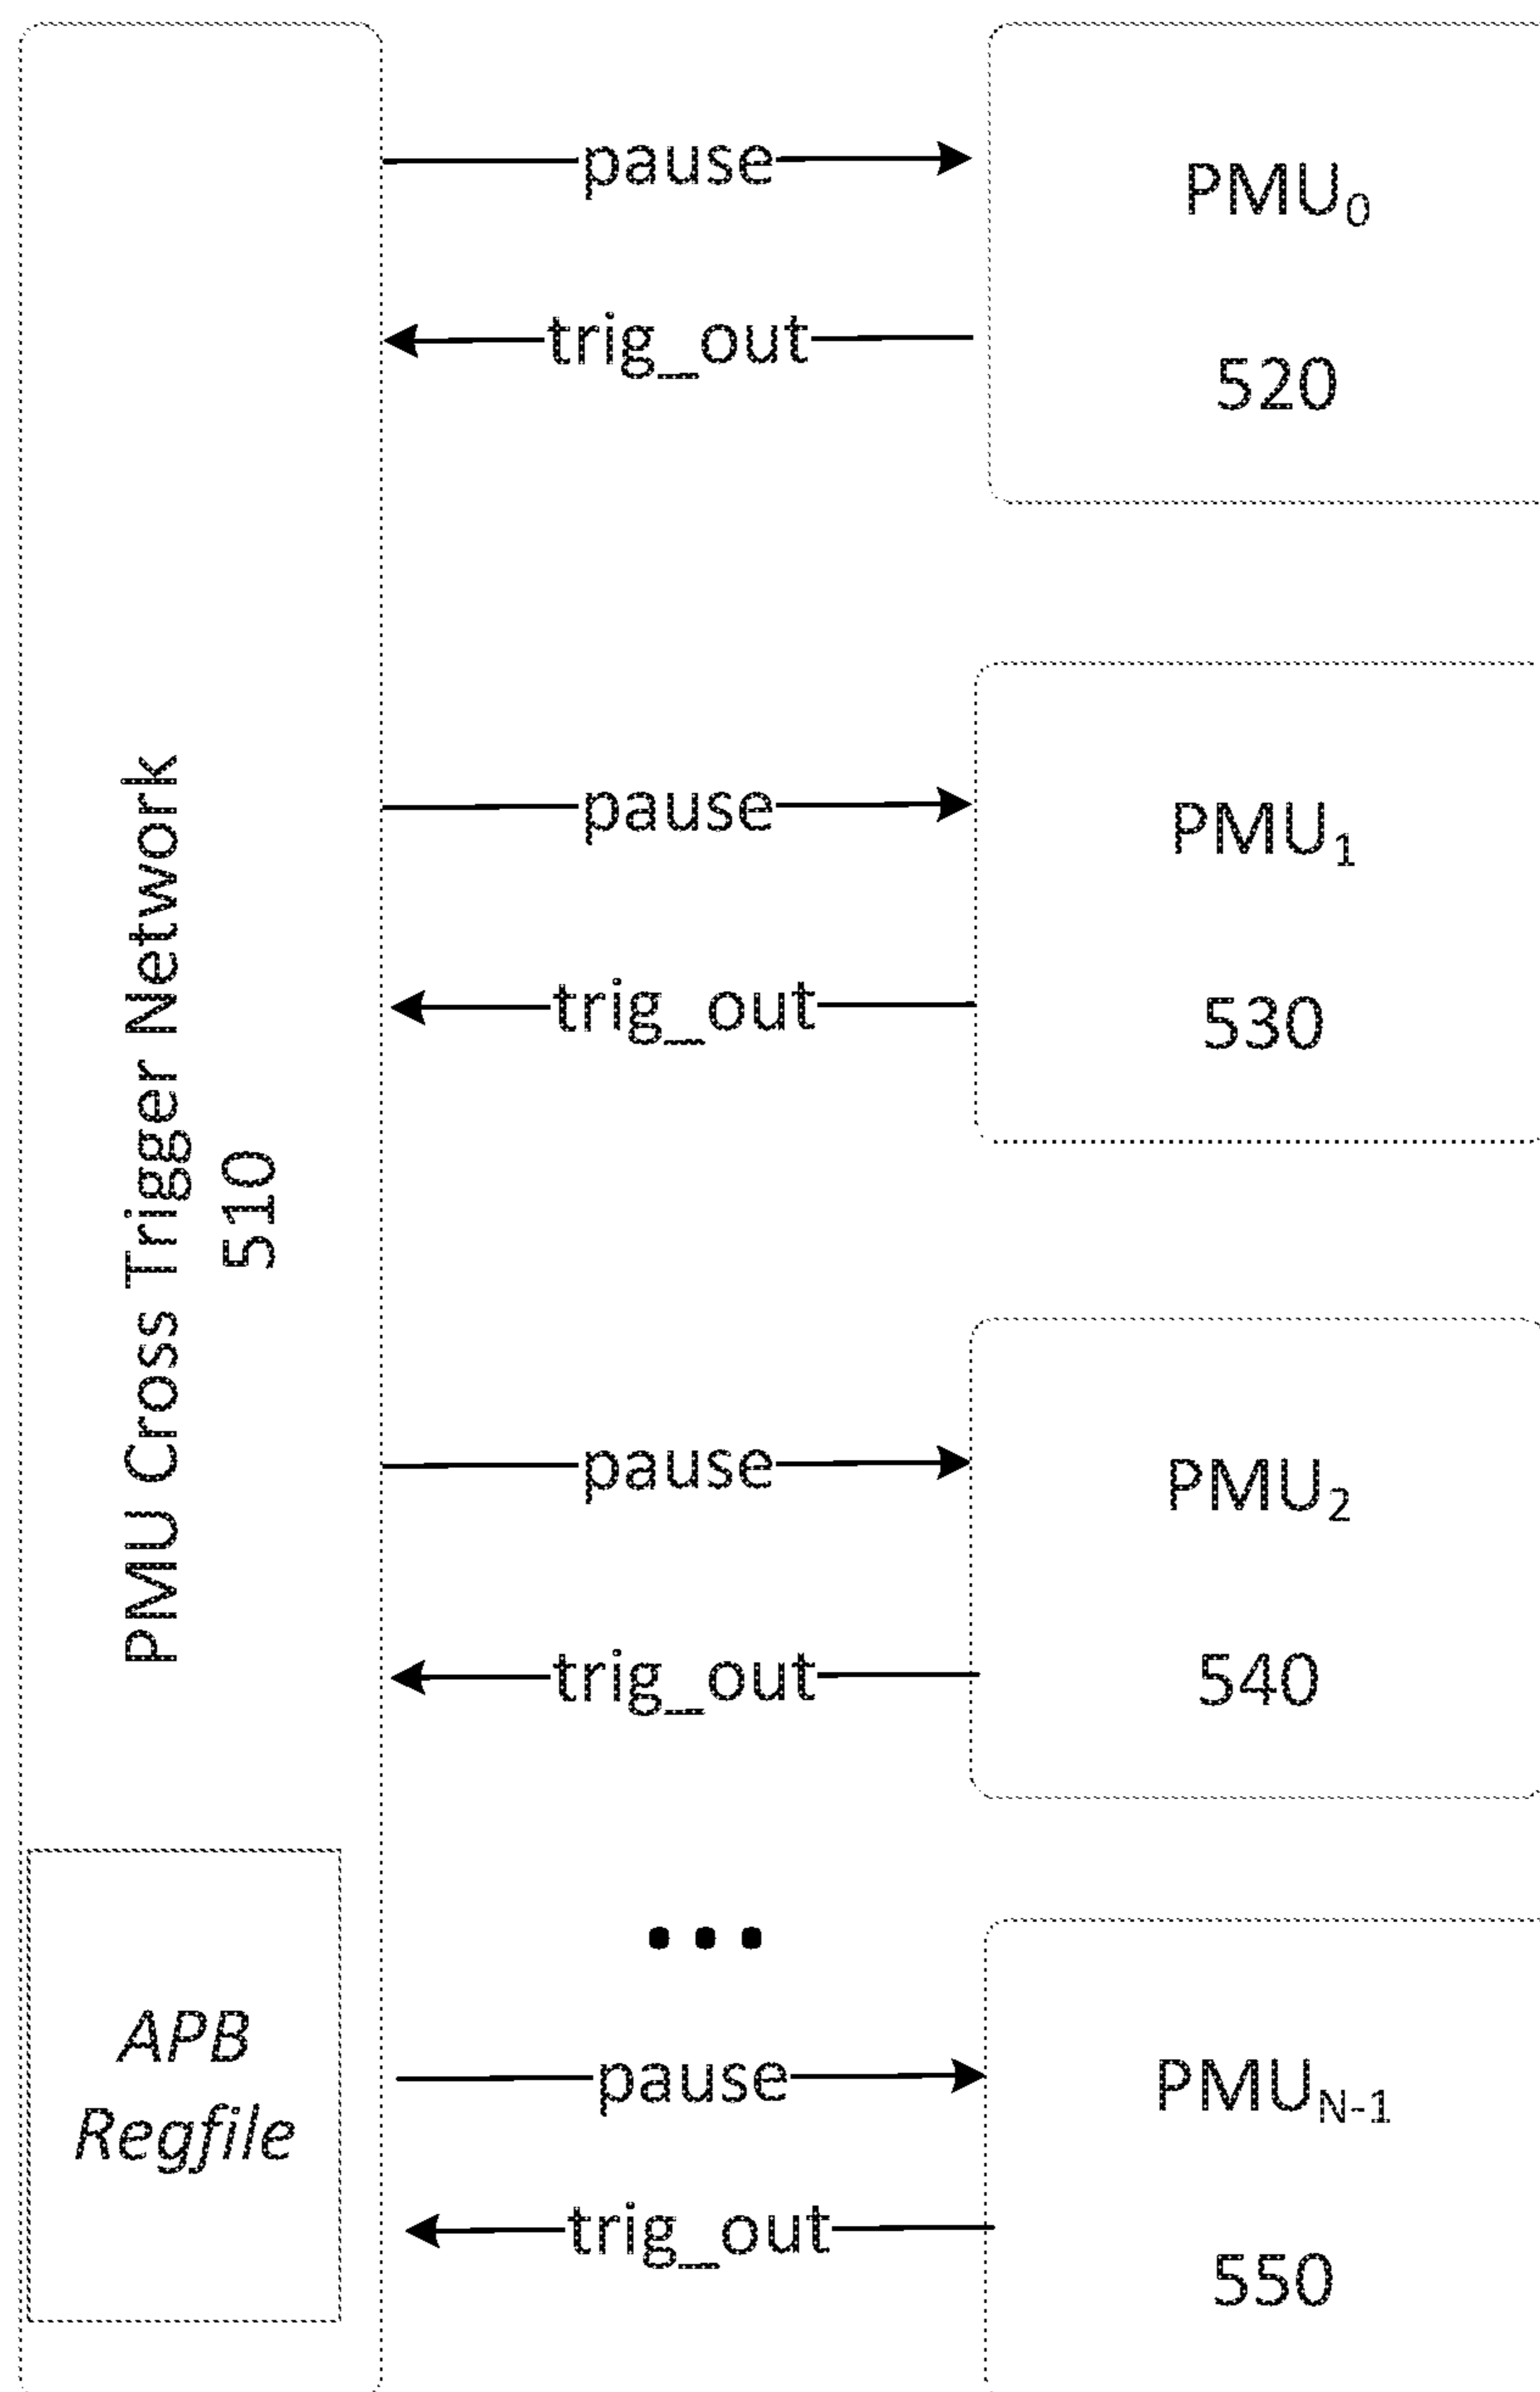 PMU Cross Trigger Network
510
pause
trig_out
PMU0
520
pause
trig_out
PMU1
530
pause
trig_out
PMU2
540
...
APB
Regfile
pause
trig_out
PMUN-1
550